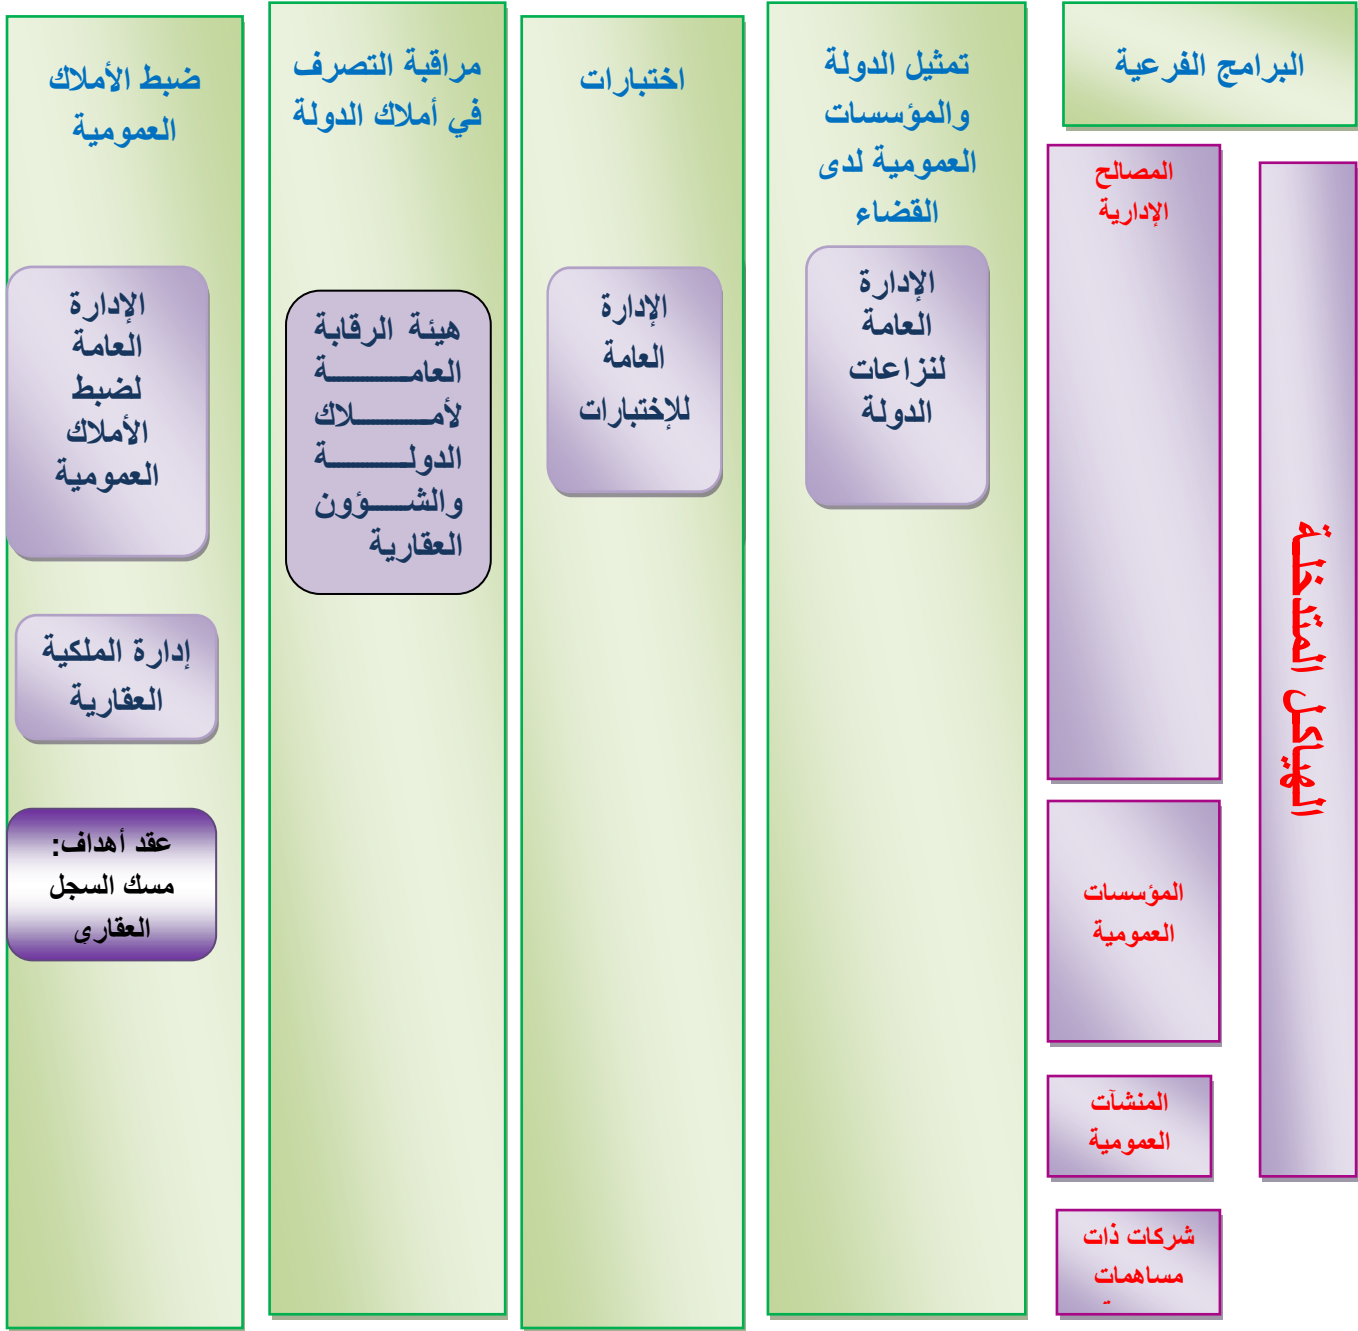 البرامج الفرعية
تمثيل الدولة
والمؤسسات
العمومية لدى
القضاء
اختبارات
مراقبة التصرف
في أملاك الدولة
ضبط الأملاك
العمومية
الهياكل المتدخلة
المصالح
الإدارية
الإدارة
العامة
لنزاعات
الدولة
الإدارة
العامة
للإختبارات
هيئة الرقابة
العامة
لأملاك
الدولة
والشؤون
العقارية
الإدارة
العامة
لضبط
الأملاك
العمومية
إدارة الملكية
العقارية
عقد أهداف:
مسك السجل
العقاري
المؤسسات
العمومية
المنشآت
العمومية
شركات ذات
مساهمات